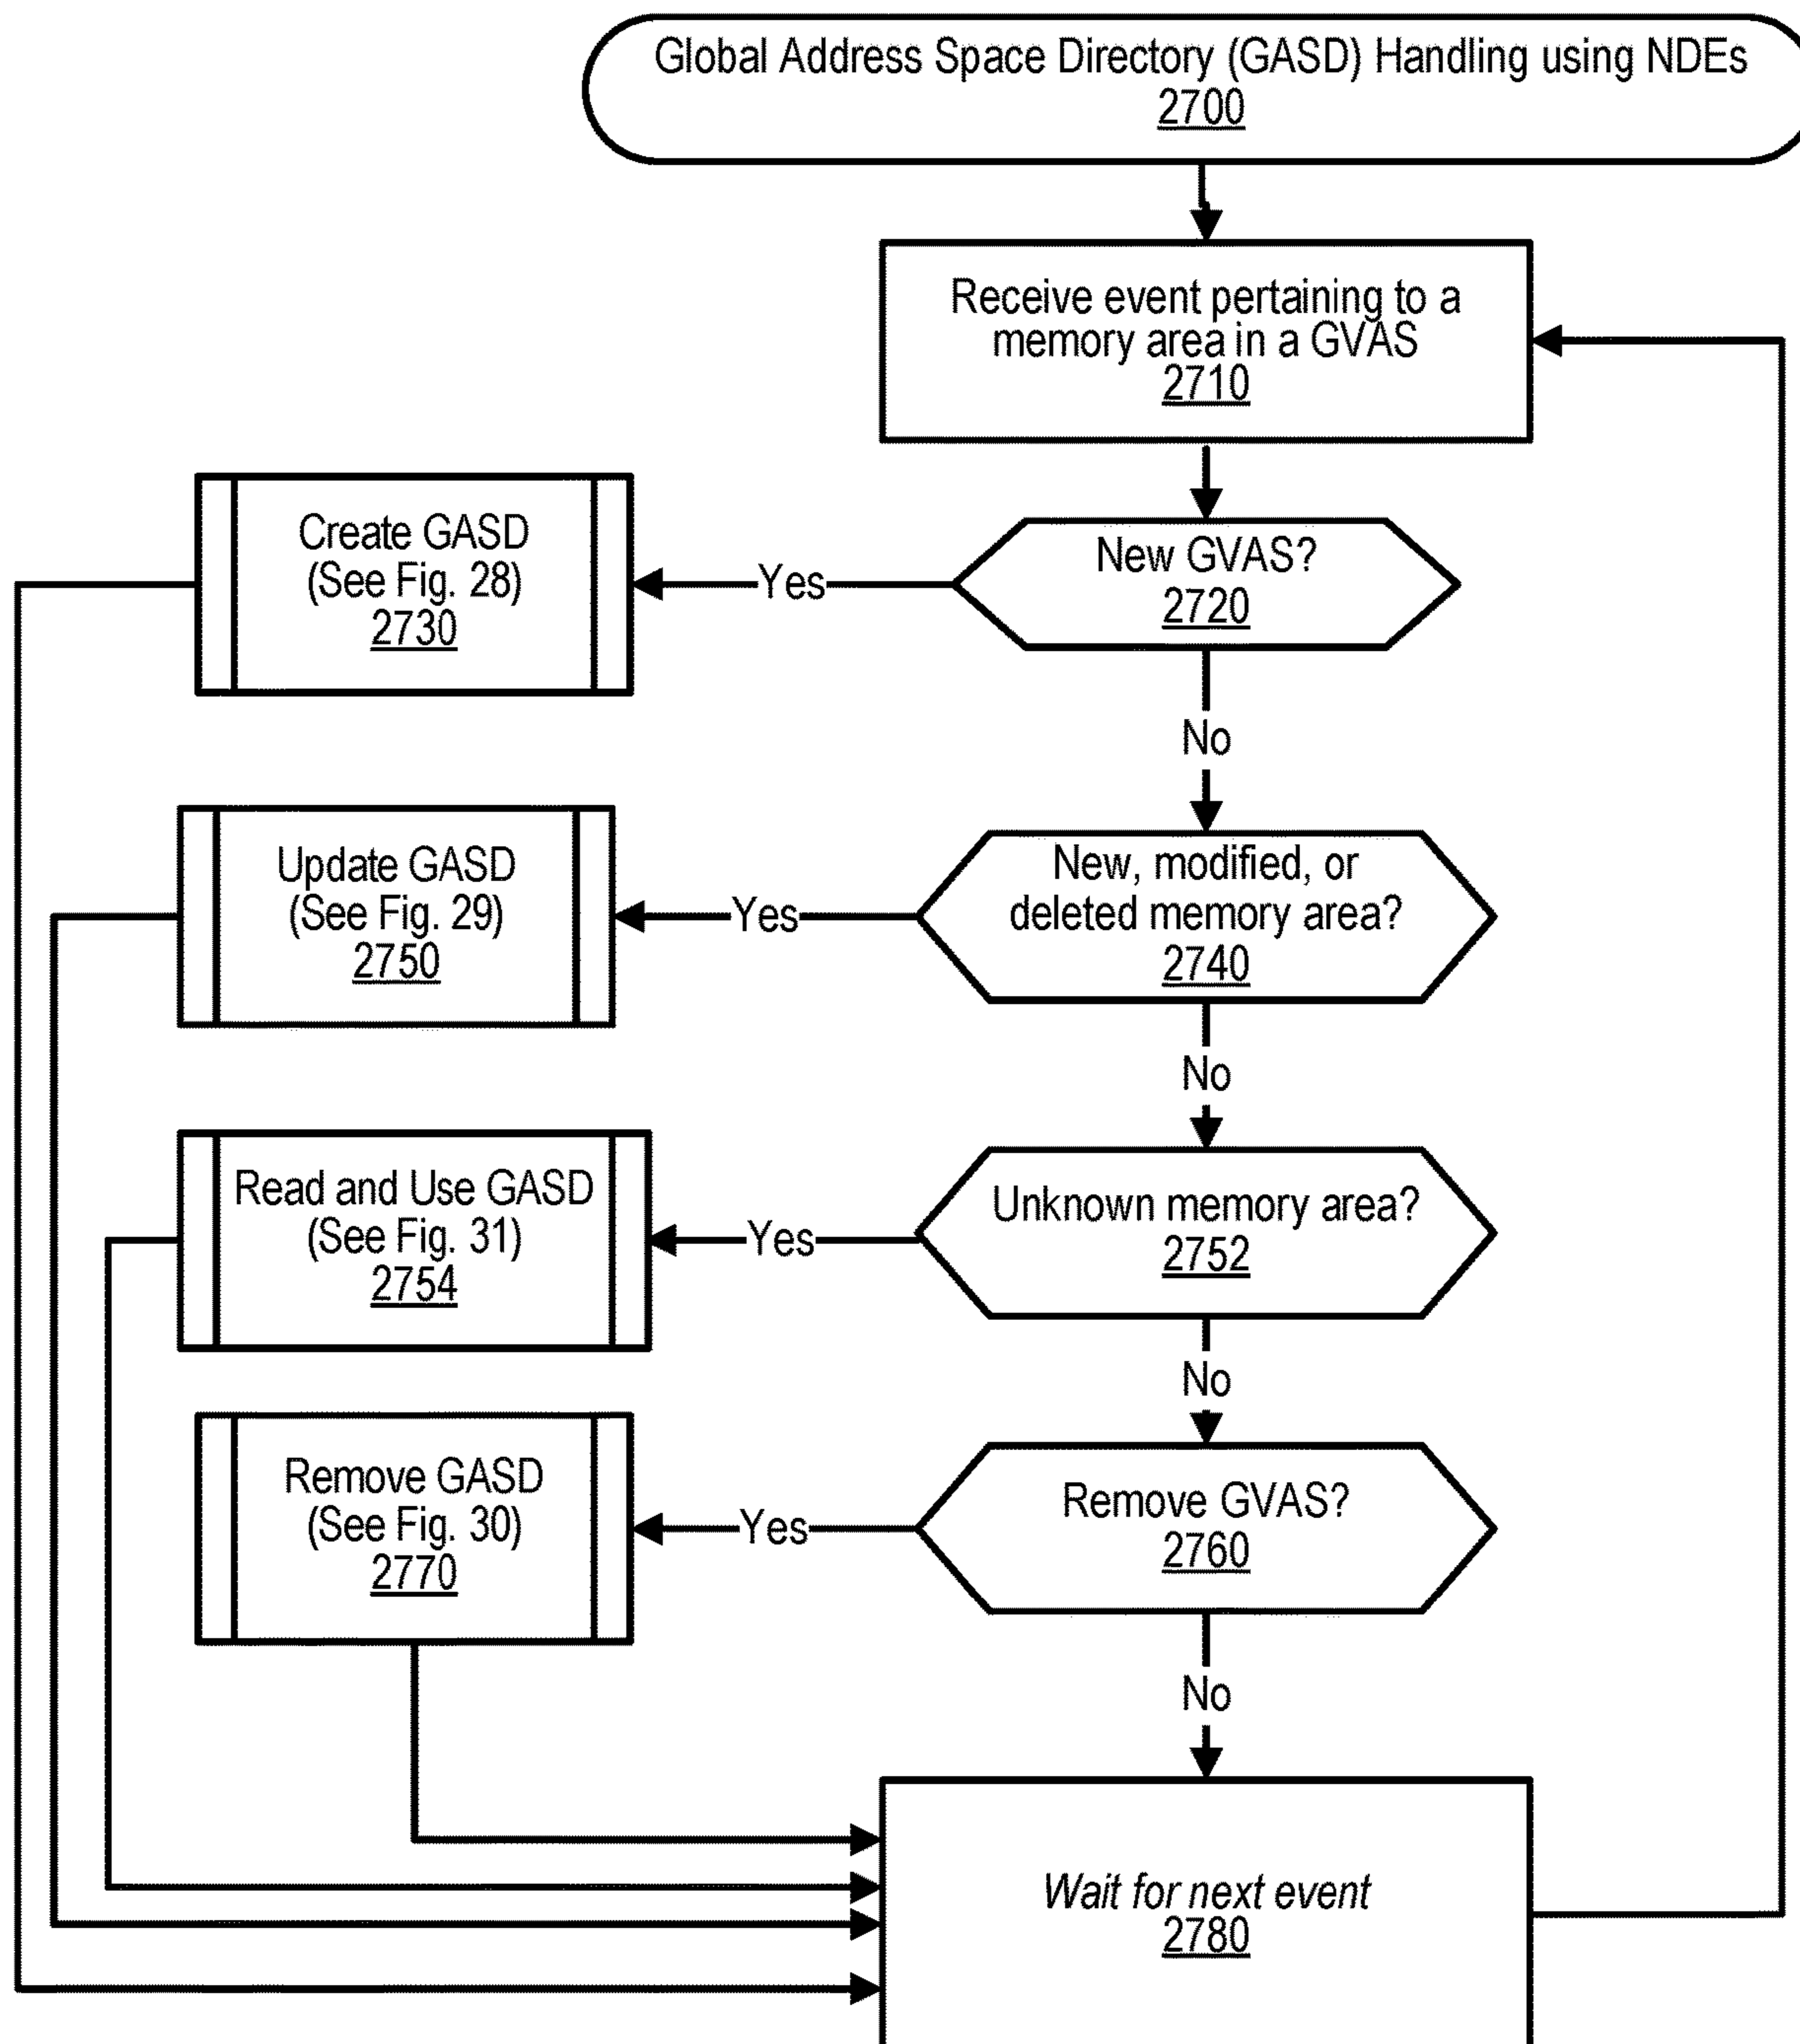 Global Address Space Directory (GASD) Handling using NDEs
2700
Receive event pertaining to a
memory area in a GVAS
2710
New GVAS?
2720
Yes
Create GASD
(See Fig. 28)
2730
No
New, modified, or
deleted memory area?
2740
Yes
Update GASD
(See Fig. 29)
2750
No
Unknown memory area?
2752
Yes
Read and Use GASD
(See Fig. 31)
2754
No
Remove GVAS?
2760
Yes
Remove GASD
(See Fig. 30)
2770
No
Wait for next event
2780